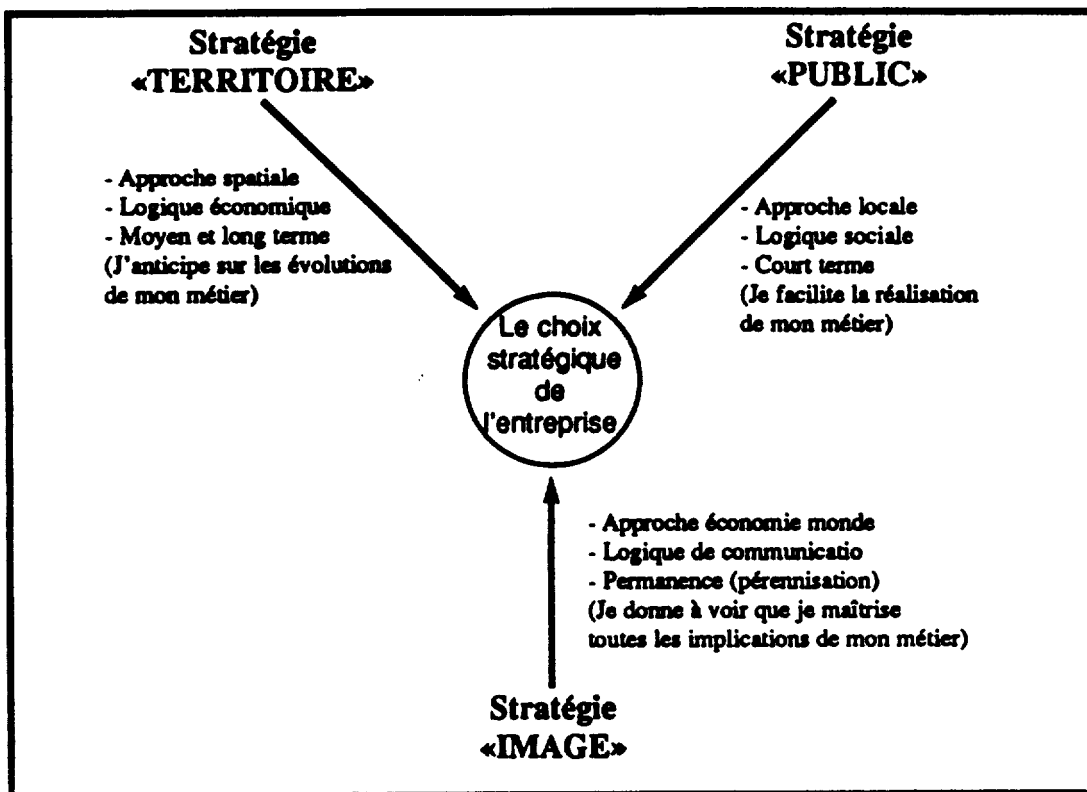 Stratégie
«TERRITOIRE»
Stratégie
«PUBLIC»
- Approche spatiale
- Logique économique
- Moyen et long terme
(J'anticipe sur les évolutions
de mon métier)
- Approche locale
- Logique sociale
- Court terme
(Je facilite la réalisation
de mon métier)
Le choix
stratégique
de
l'entreprise
- Approche économie monde
- Logique de communicatio
- Permanence (pérennisation)
(Je donne à voir que je maîtrise
toutes les implications de mon métier)
Stratégie
«IMAGE»